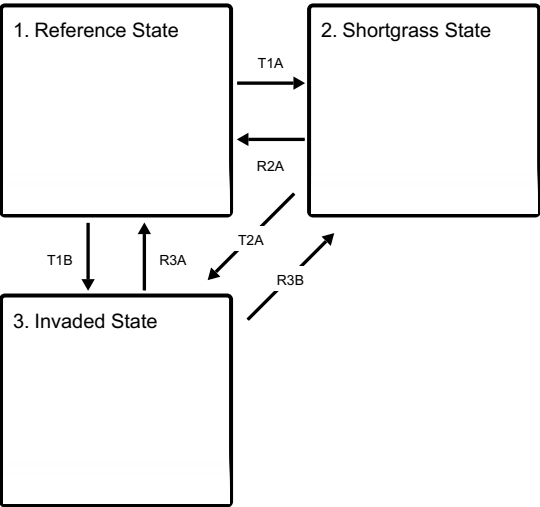 1. Reference State
2. Shortgrass State
T1A
R2A
T2A
T1B
R3A
R3B
3. Invaded State